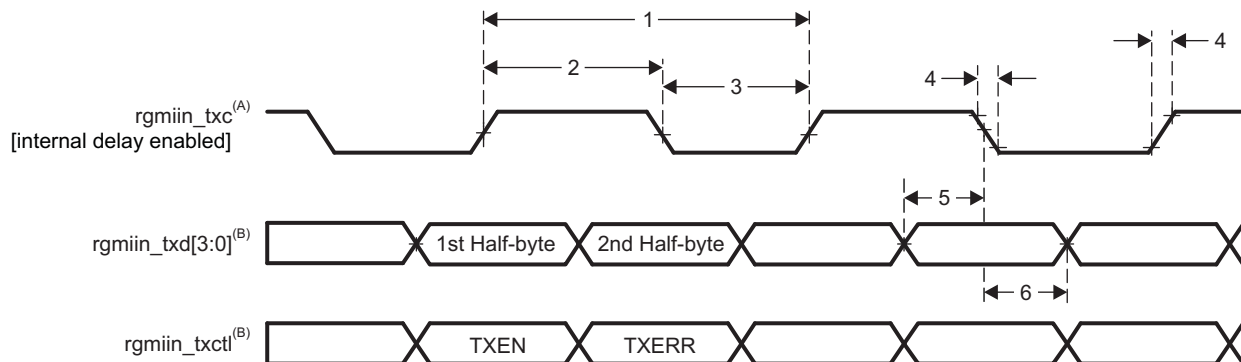 1
4
2
4
3
rgmiin_txc(A)
[internal delay enabled]
5
rgmiin_txd[3:0](B)
1st Half-byte
2nd Half-byte
6
rgmiin_txctl(B)
TXEN
TXERR